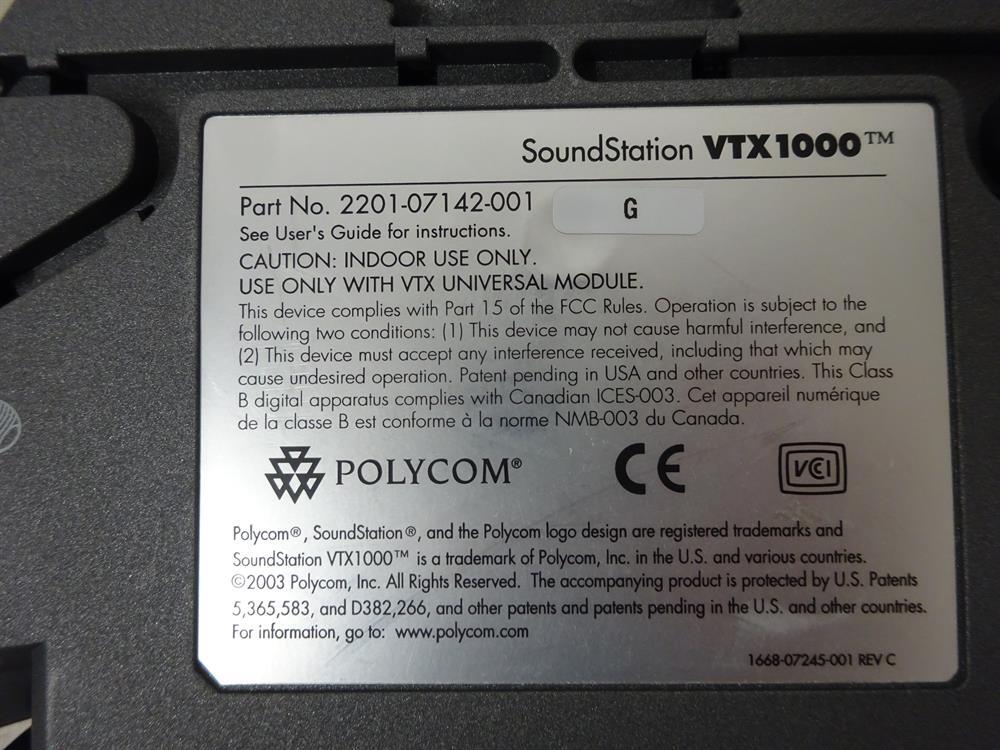 SoundStation VTX1000™
Part No. 2201-07142-001 G
See User's Guide for instructions.
CAUTION: INDOOR USE ONLY.
USE ONLY WITH VTX UNIVERSAL MODULE.
This device complies with Part 15 of the FCC Rules. Operation is subject to the
following two conditions: (1) This device may not cause harmful interference, and
(2) This device must accept any interference received, including that which may
cause undesired operation. Patent pending in USA and other countries. This Class
B digital apparatus complies with Canadian ICES-003. Cet appareil numérique
de la classe B est conforme à la norme NMB-003 du Canada.
POLYCOM® CE VCI
Polycom®, SoundStation®, and the Polycom logo design are registered trademarks and
SoundStation VTX1000™ is a trademark of Polycom, Inc. in the U.S. and various countries.
©2003 Polycom, Inc. All Rights Reserved. The accompanying product is protected by U.S. Patents
5,365,583, and D382,266, and other patents and patents pending in the U.S. and other countries.
For information, go to: www.polycom.com
1668-07245-001 REV C